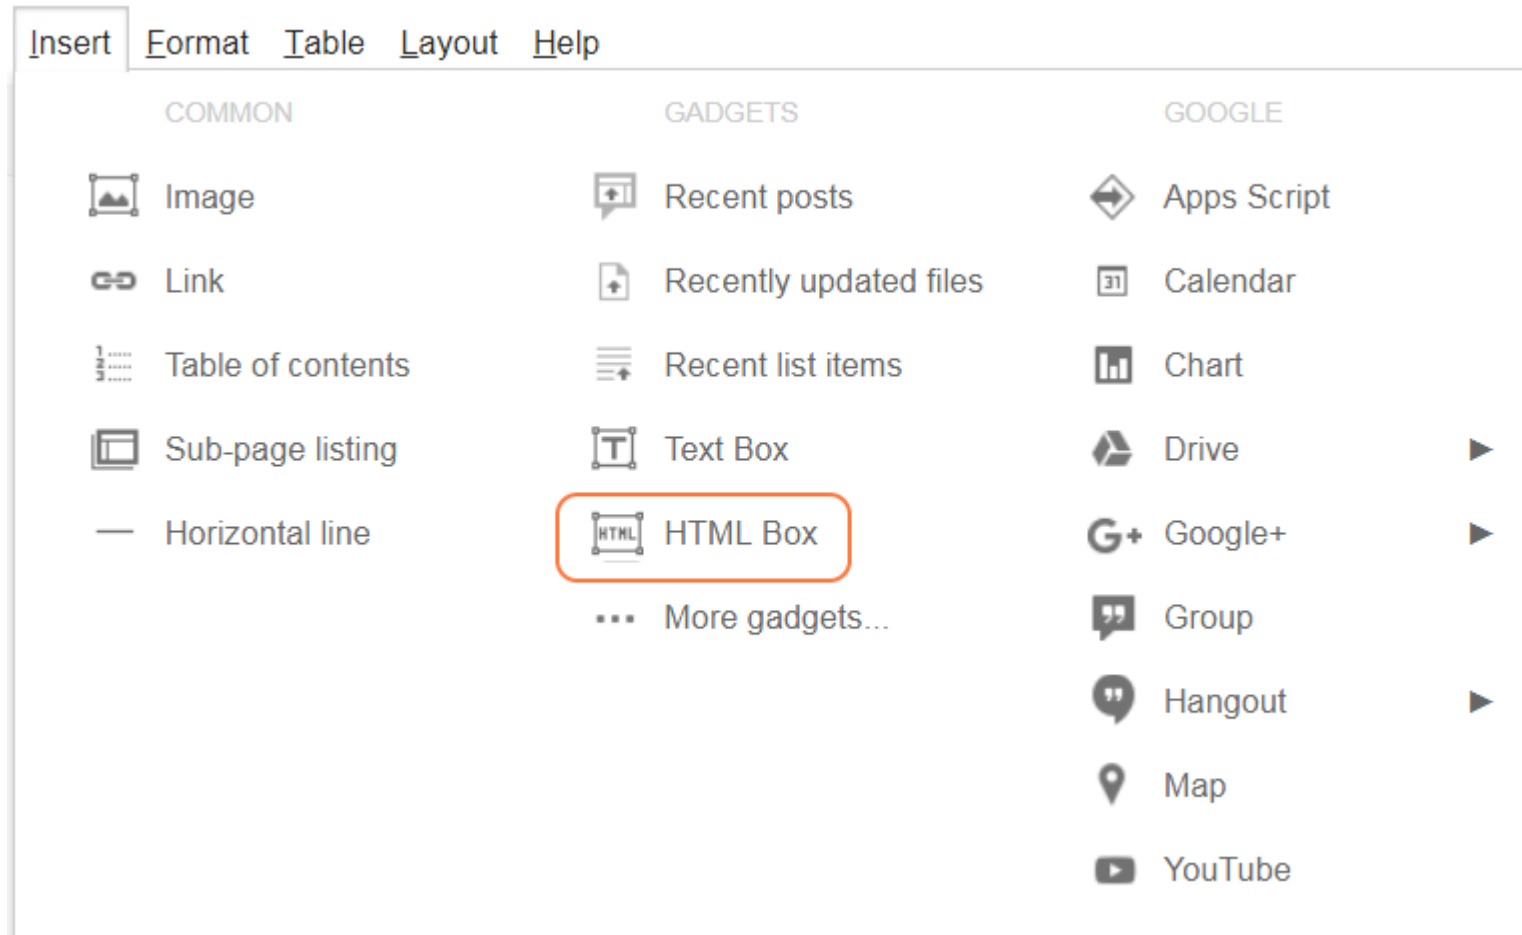 Insert Format Table Layout Help
COMMON
Image
Link
Table of contents
Sub-page listing
Horizontal line
GADGETS
Recent posts
Recently updated files
Recent list items
Text Box
HTML HTML Box
More gadgets...
GOOGLE
Apps Script
31 Calendar
Chart
Drive
G+ Google+
Group
Hangout
Map
YouTube